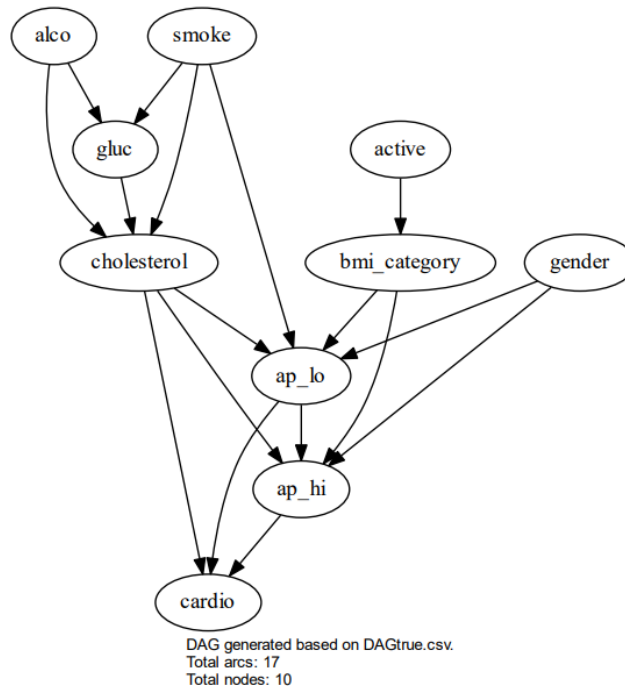 alco
smoke
gluc
active
cholesterol
bmi_category
gender
ap_lo
ap_hi
cardio
DAG generated based on DAGtrue.csv.
Total arcs: 17
Total nodes: 10